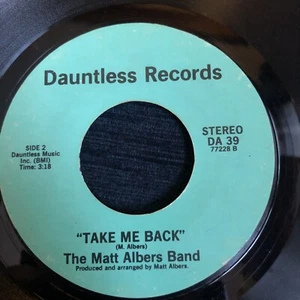 Dauntless Records
SIDE 2
Dauntless Music
Inc. (BMI)
Time: 3:18
STEREO
DA 39
77228 B
"TAKE ME BACK"
(M. Albers)
The Matt Albers Band
Produced and arranged by Matt Albers.